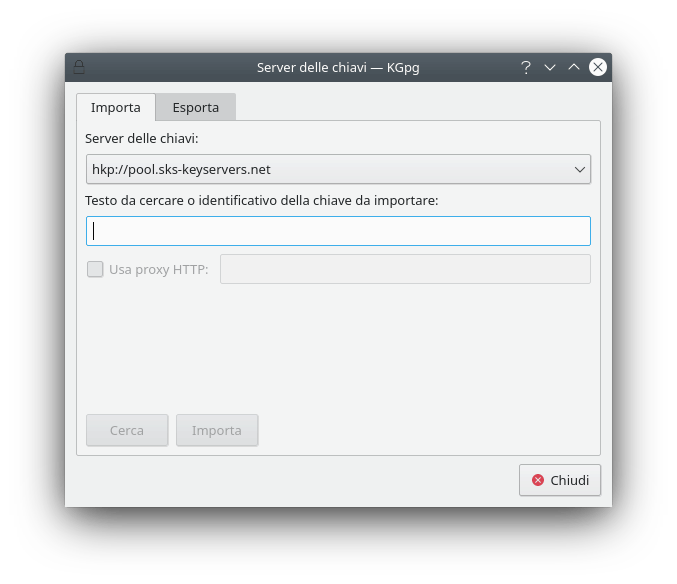 Server delle chiavi — KGpg
Importa
Esporta
Server delle chiavi:
hkp://pool.sks-keyservers.net
Testo da cercare o identificativo della chiave da importare:
Usa proxy HTTP:
Cerca
Importa
Chiudi